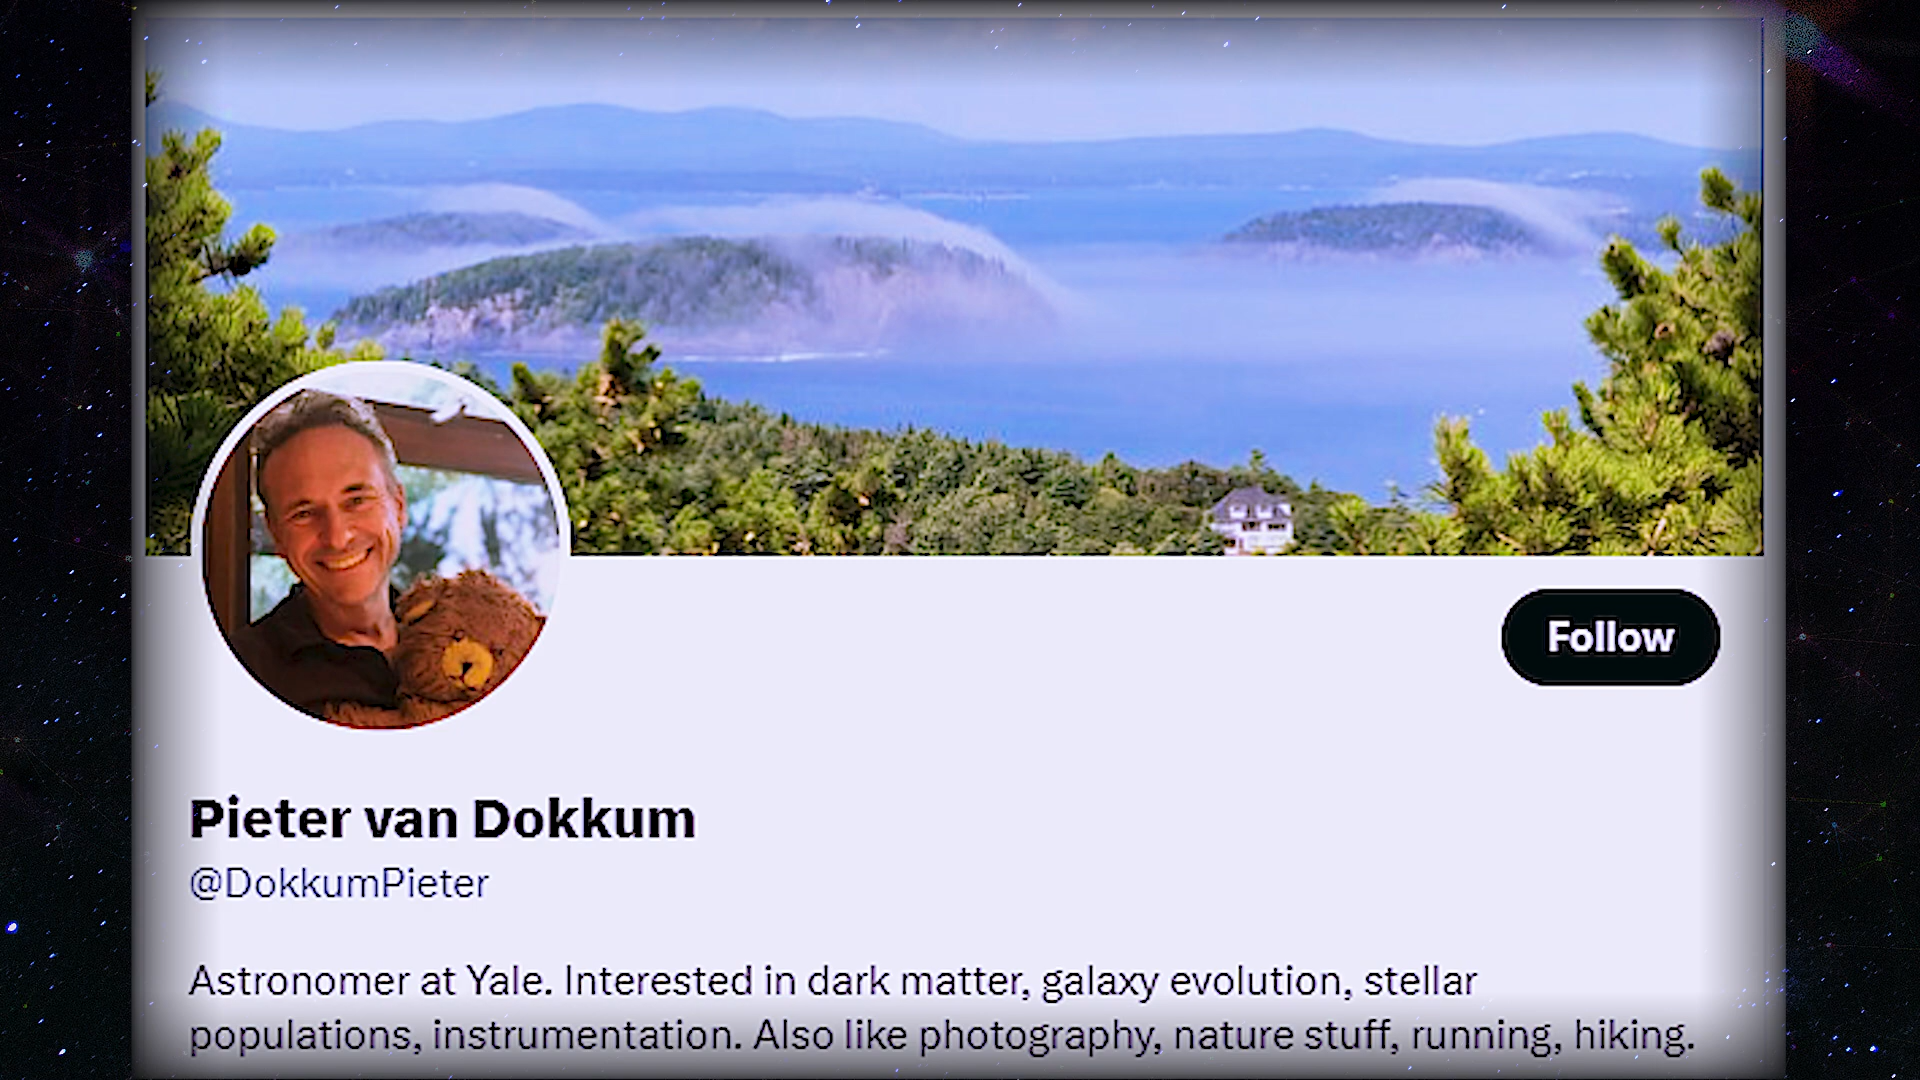 Follow
Pieter van Dokkum
@DokkumPieter
Astronomer at Yale. Interested in dark matter, galaxy evolution, stellar
populations, instrumentation. Also like photography, nature stuff, running, hiking.